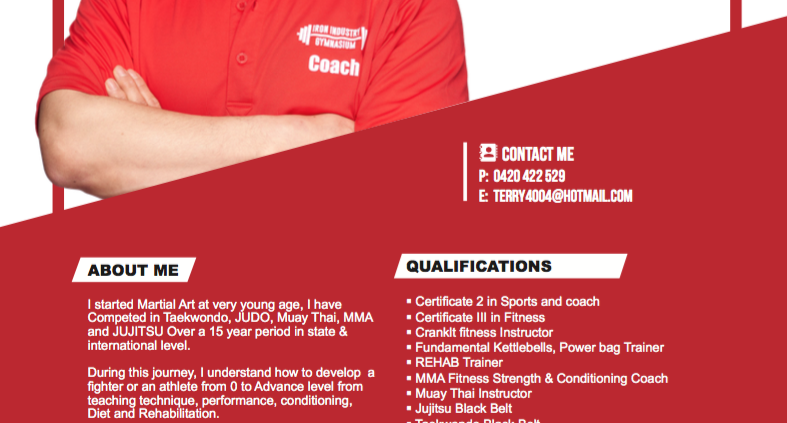 IRON INDUSTRY
GYMNASIUM
Coach
CONTACT ME
P: 0420 422 529
E: TERRY4004@HOTMAIL.COM
ABOUT ME
I started Martial Art at very young age, I have
Competed in Taekwondo, JUDO, Muay Thai, MMA
and JUJITSU Over a 15 year period in state &
international level.
During this journey, I understand how to develop a
fighter or an athlete from 0 to Advance level from
teaching technique, performance, conditioning,
Diet and Rehabilitation.
QUALIFICATIONS
▪ Certificate 2 in Sports and coach
▪ Certificate III in Fitness
▪ CrankIt fitness Instructor
▪ Fundamental Kettlebells, Power bag Trainer
▪ REHAB Trainer
▪ MMA Fitness Strength & Conditioning Coach
▪ Muay Thai Instructor
▪ Jujitsu Black Belt
▪ Taekwondo Black Belt